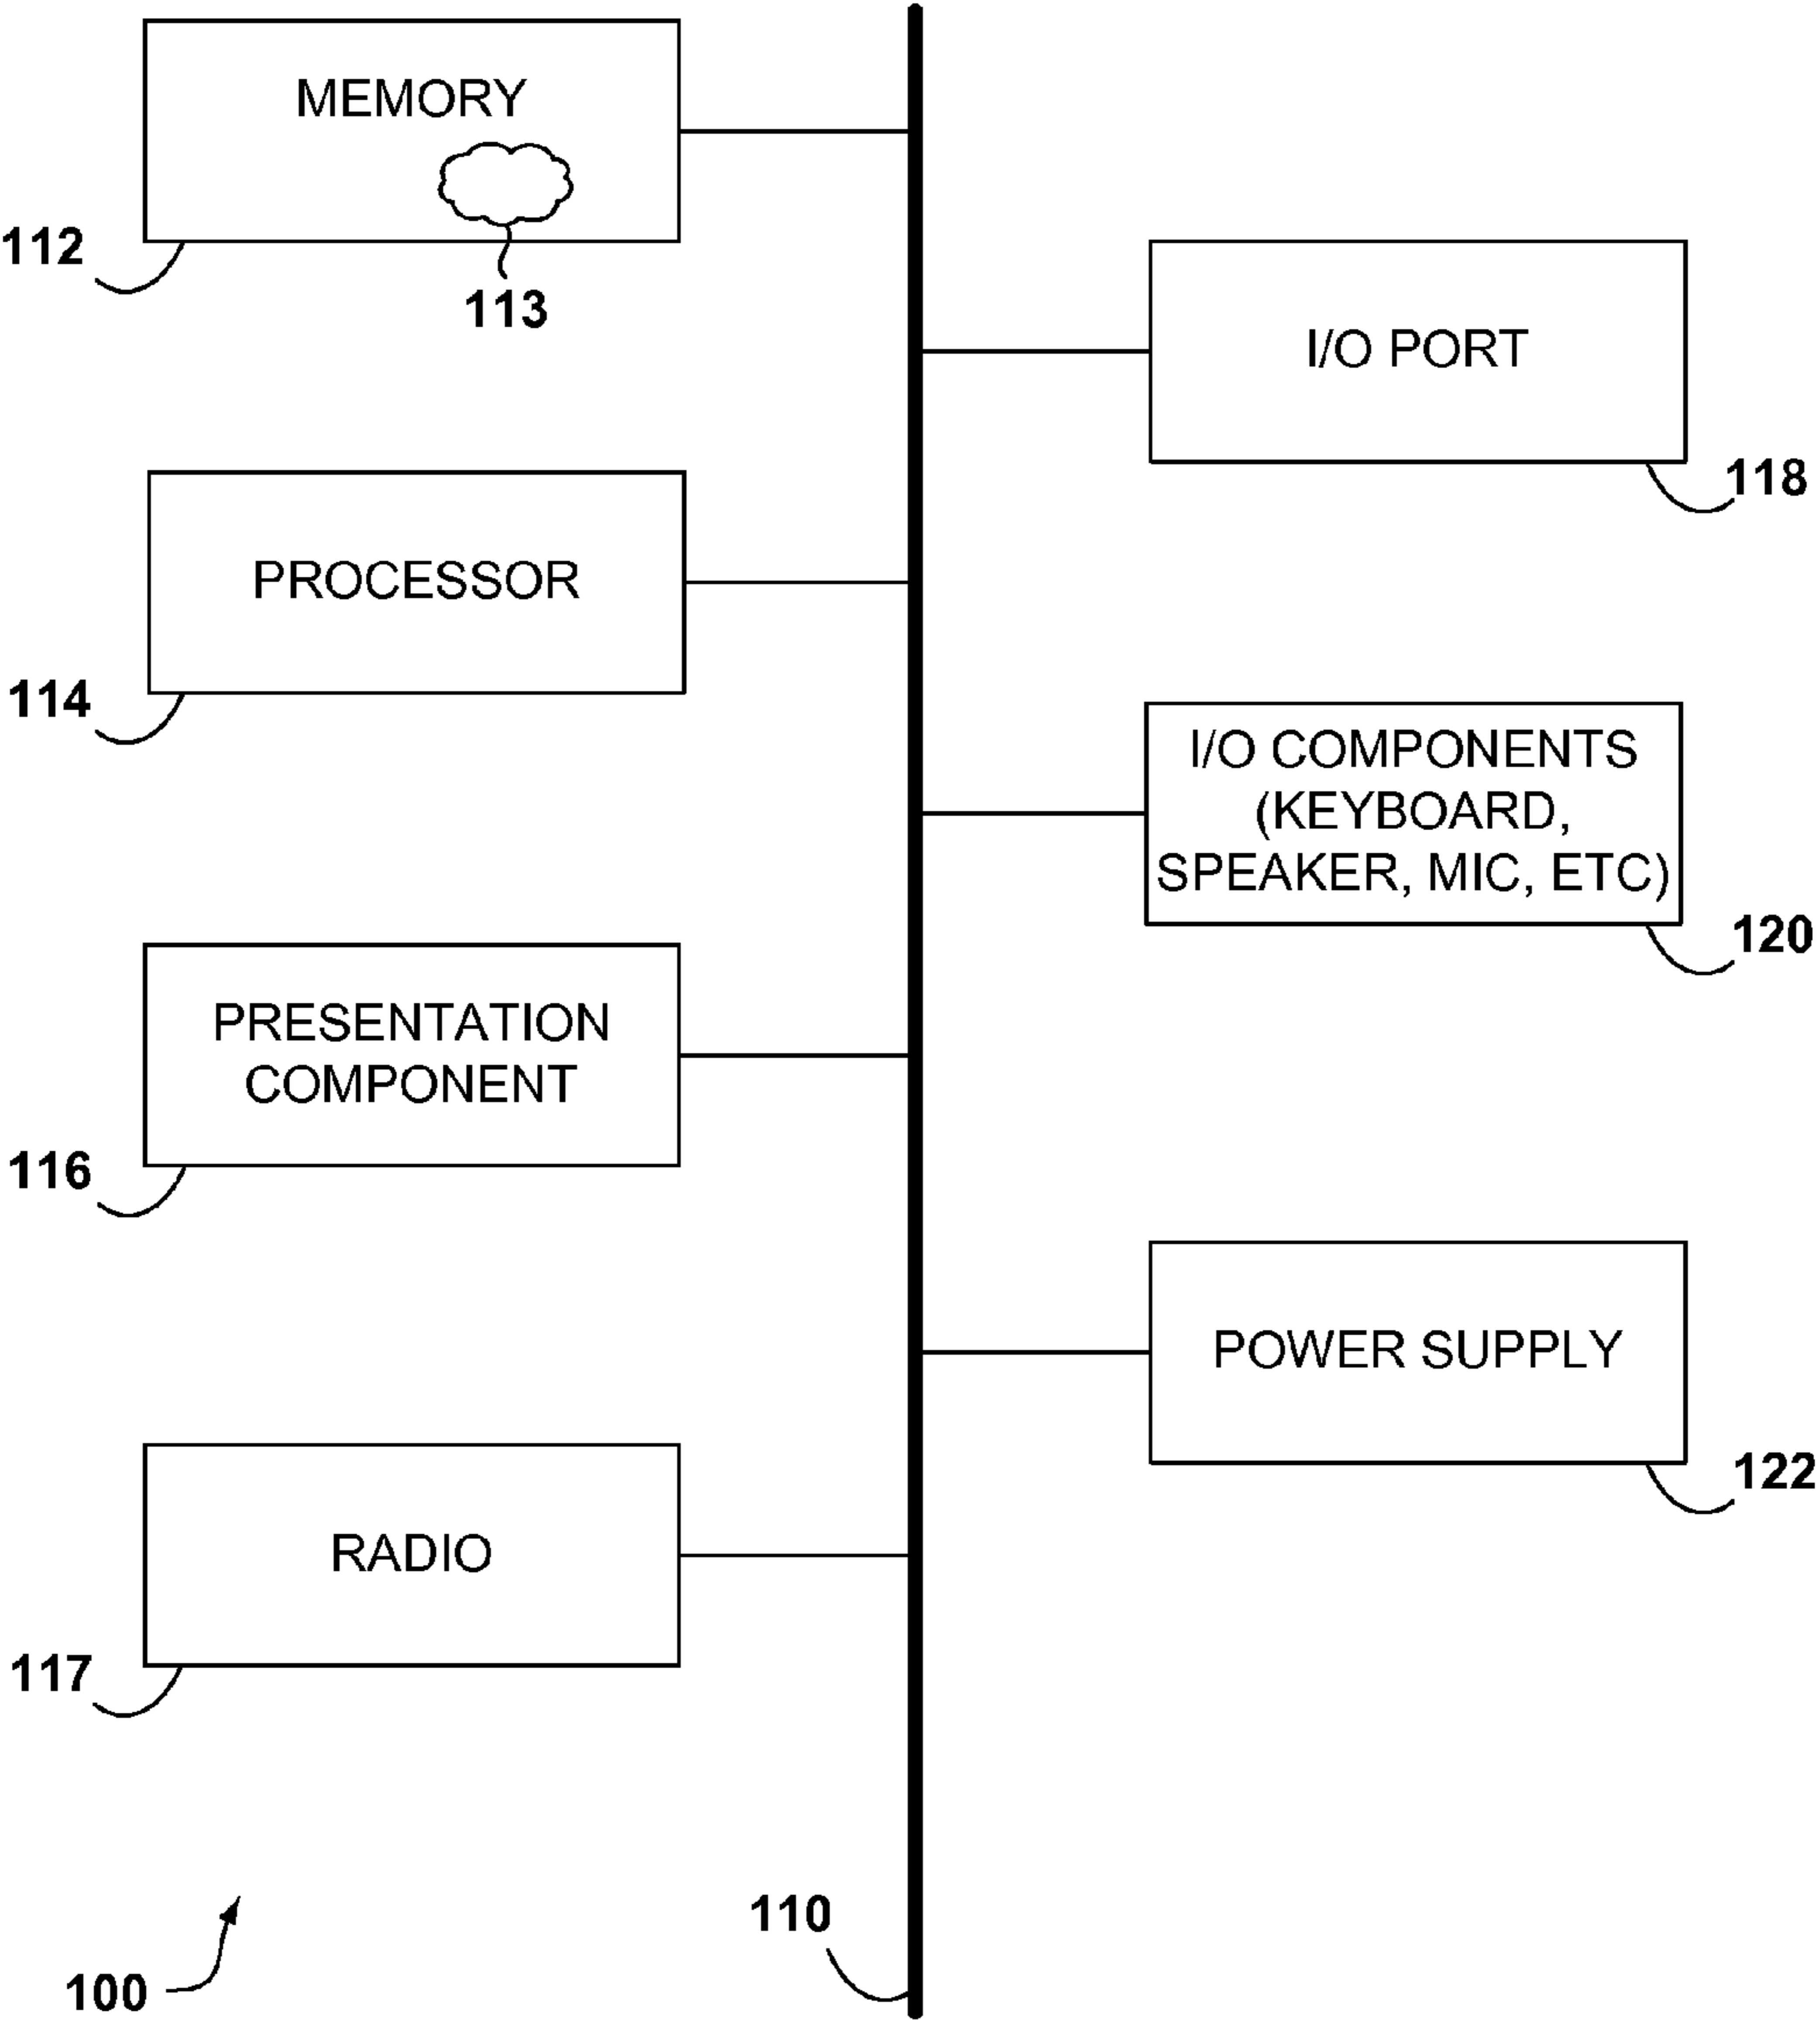 MEMORY
112
113
I/O PORT
118
PROCESSOR
114
I/O COMPONENTS
(KEYBOARD,
SPEAKER, MIC, ETC)
120
PRESENTATION
COMPONENT
116
POWER SUPPLY
122
RADIO
117
110
100